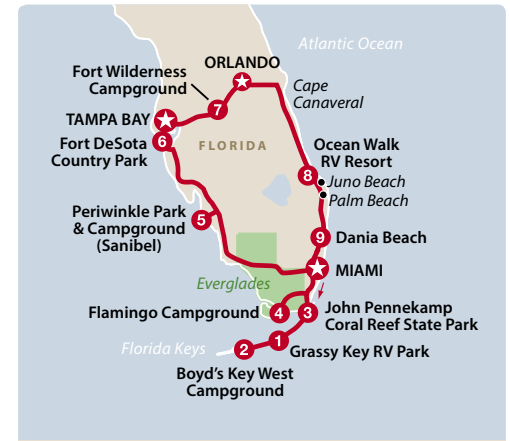 Atlantic Ocean
ORLANDO
Fort Wilderness
Campground
Cape
Canaveral
7
TAMPA BAY
6
Fort DeSota
Country Park
FLORIDA
Ocean Walk
RV Resort
8
Juno Beach
Palm Beach
Periwinkle Park
& Campground
(Sanibel)
5
9
Dania Beach
MIAMI
Everglades
Flamingo Campground
4
3
John Pennekamp
Coral Reef State Park
Florida Keys
2
1
Grassy Key RV Park
Boyd's Key West
Campground